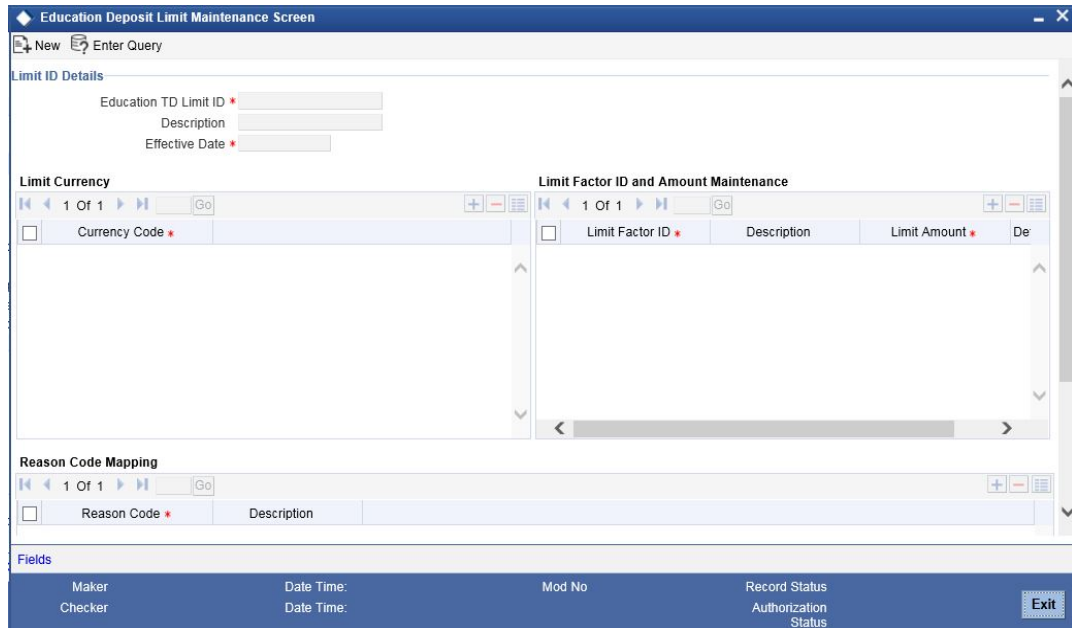 Education Deposit Limit Maintenance Screen
New Enter Query
Limit ID Details
Education TD Limit ID *
Description
Effective Date *
Limit Currency
1 Of 1 Go
Currency Code *
Limit Factor ID and Amount Maintenance
1 Of 1 Go
Limit Factor ID * Description Limit Amount *
Reason Code Mapping
1 Of 1 Go
Reason Code * Description
Fields
Maker Date Time: Mod No Record Status
Checker Date Time: Authorization Status
Exit